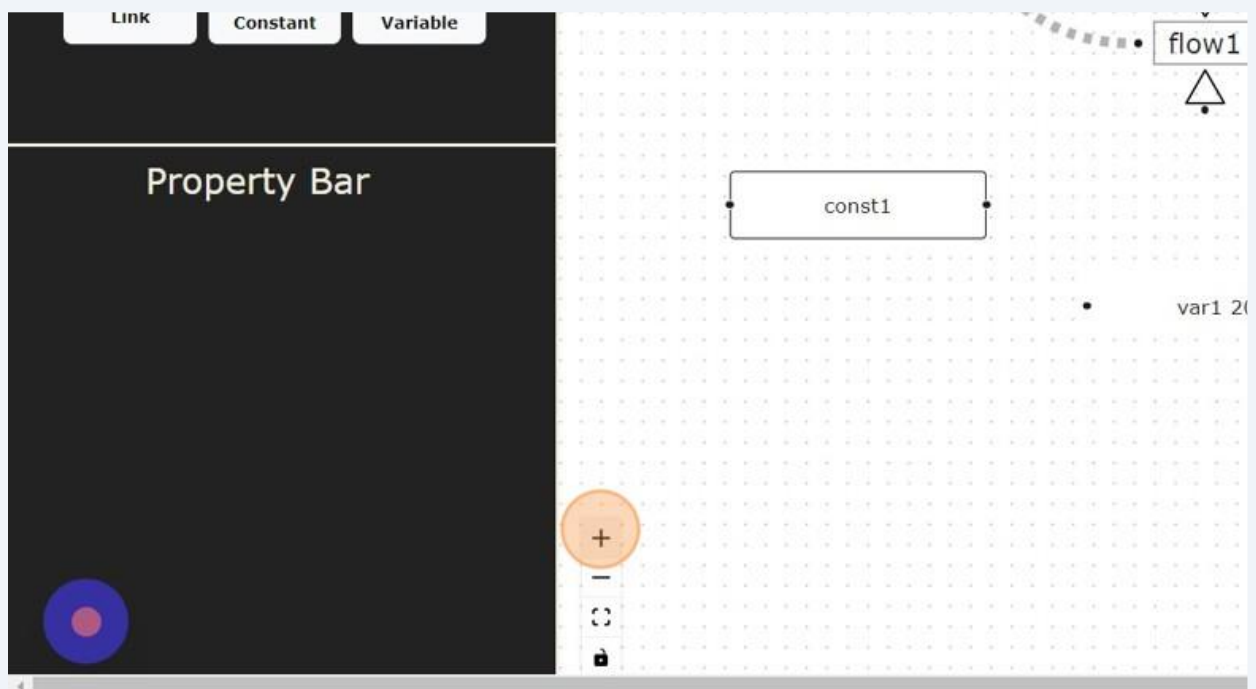 Link
Constant
Variable
flow1
Property Bar
const1
var1